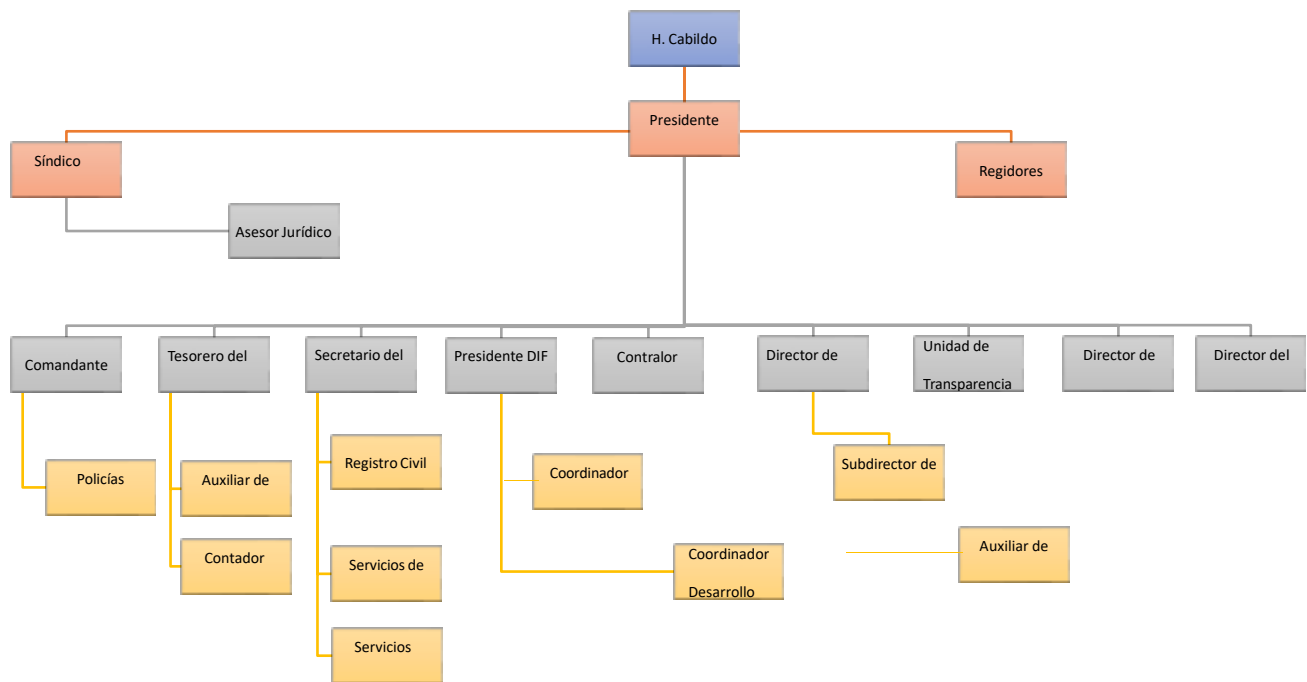 H. Cabildo
Presidente
Síndico
Regidores
Asesor Jurídico
Comandante
Tesorero del
Secretario del
Presidente DIF
Contralor
Director de
Unidad de
Transparencia
Director de
Director del
Policías
Auxiliar de
Contador
Registro Civil
Servicios de
Servicios
Coordinador
Coordinador
Desarrollo
Subdirector de
Auxiliar de